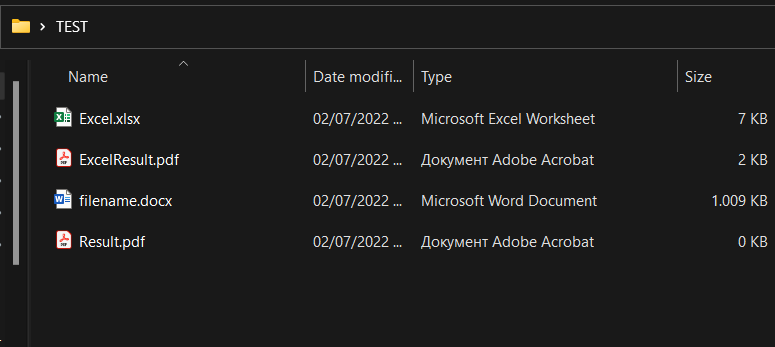 TEST
Name Date modifi... Type Size
Excel.xlsx 02/07/2022 ... Microsoft Excel Worksheet 7 KB
ExcelResult.pdf 02/07/2022 ... Документ Adobe Acrobat 2 KB
filename.docx 02/07/2022 ... Microsoft Word Document 1.009 KB
Result.pdf 02/07/2022 ... Документ Adobe Acrobat 0 KB